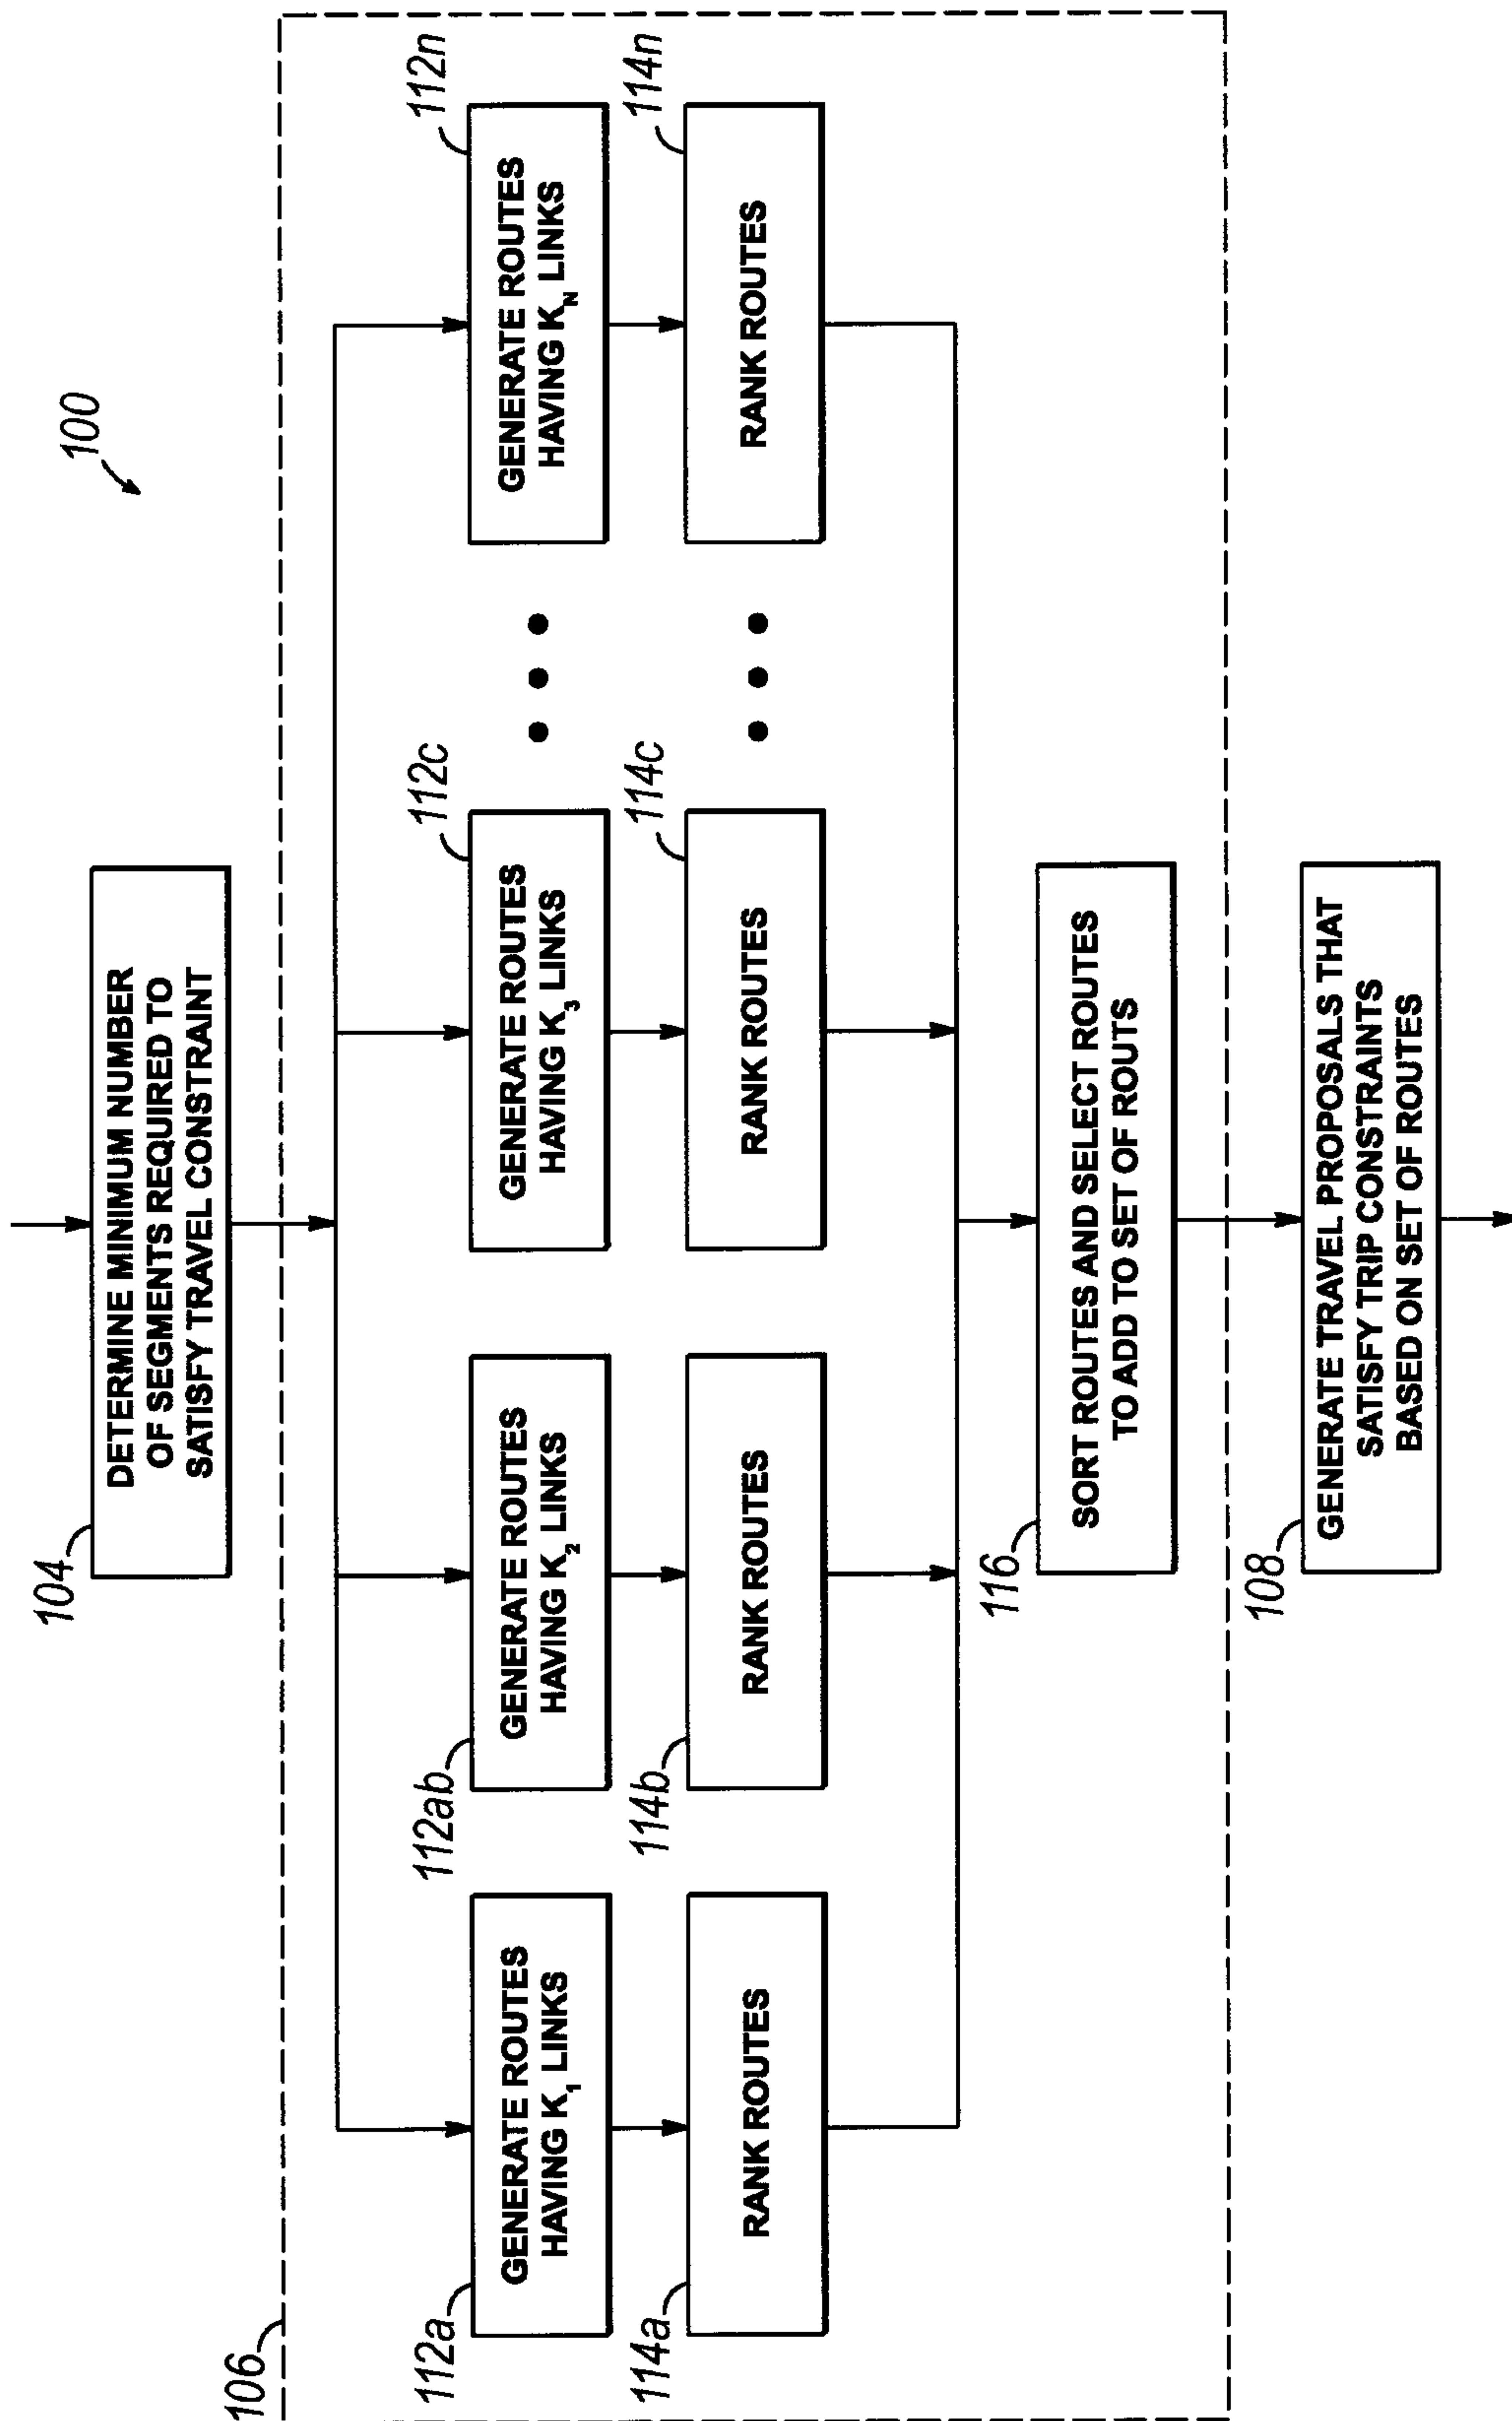 100
104
DETERMINE MINIMUM NUMBER
OF SEGMENTS REQUIRED TO
SATISFY TRAVEL CONSTRAINT
106
112a
GENERATE ROUTES
HAVING K₁ LINKS
112ab
GENERATE ROUTES
HAVING K₂ LINKS
112c
GENERATE ROUTES
HAVING K₃ LINKS
112n
GENERATE ROUTES
HAVING K_N LINKS
114a
RANK ROUTES
114b
RANK ROUTES
114c
RANK ROUTES
114n
RANK ROUTES
116
SORT ROUTES AND SELECT ROUTES
TO ADD TO SET OF ROUTS
108
GENERATE TRAVEL PROPOSALS THAT
SATISFY TRIP CONSTRAINTS
BASED ON SET OF ROUTES